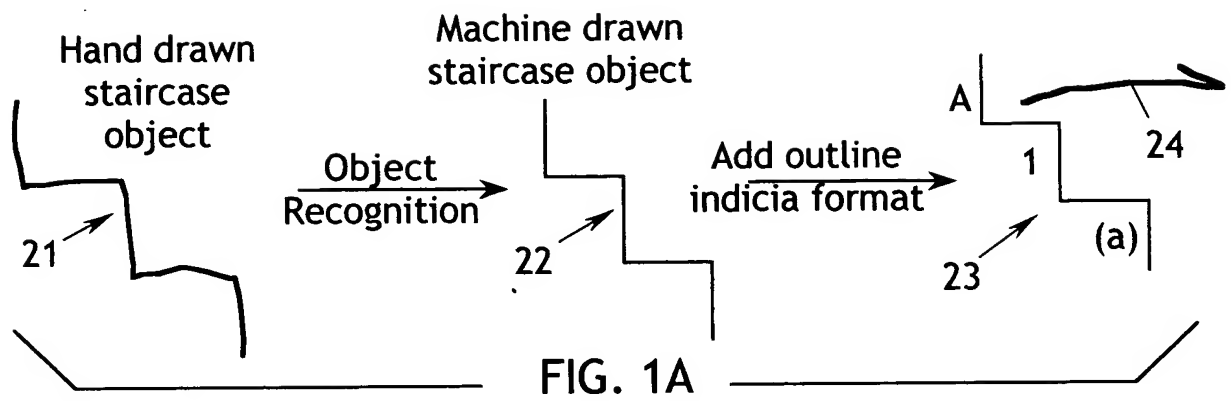 Hand drawn
staircase
object
21
Object
Recognition
Machine drawn
staircase object
22
Add outline
indicia format
A
1
(a)
23
24
FIG. 1A